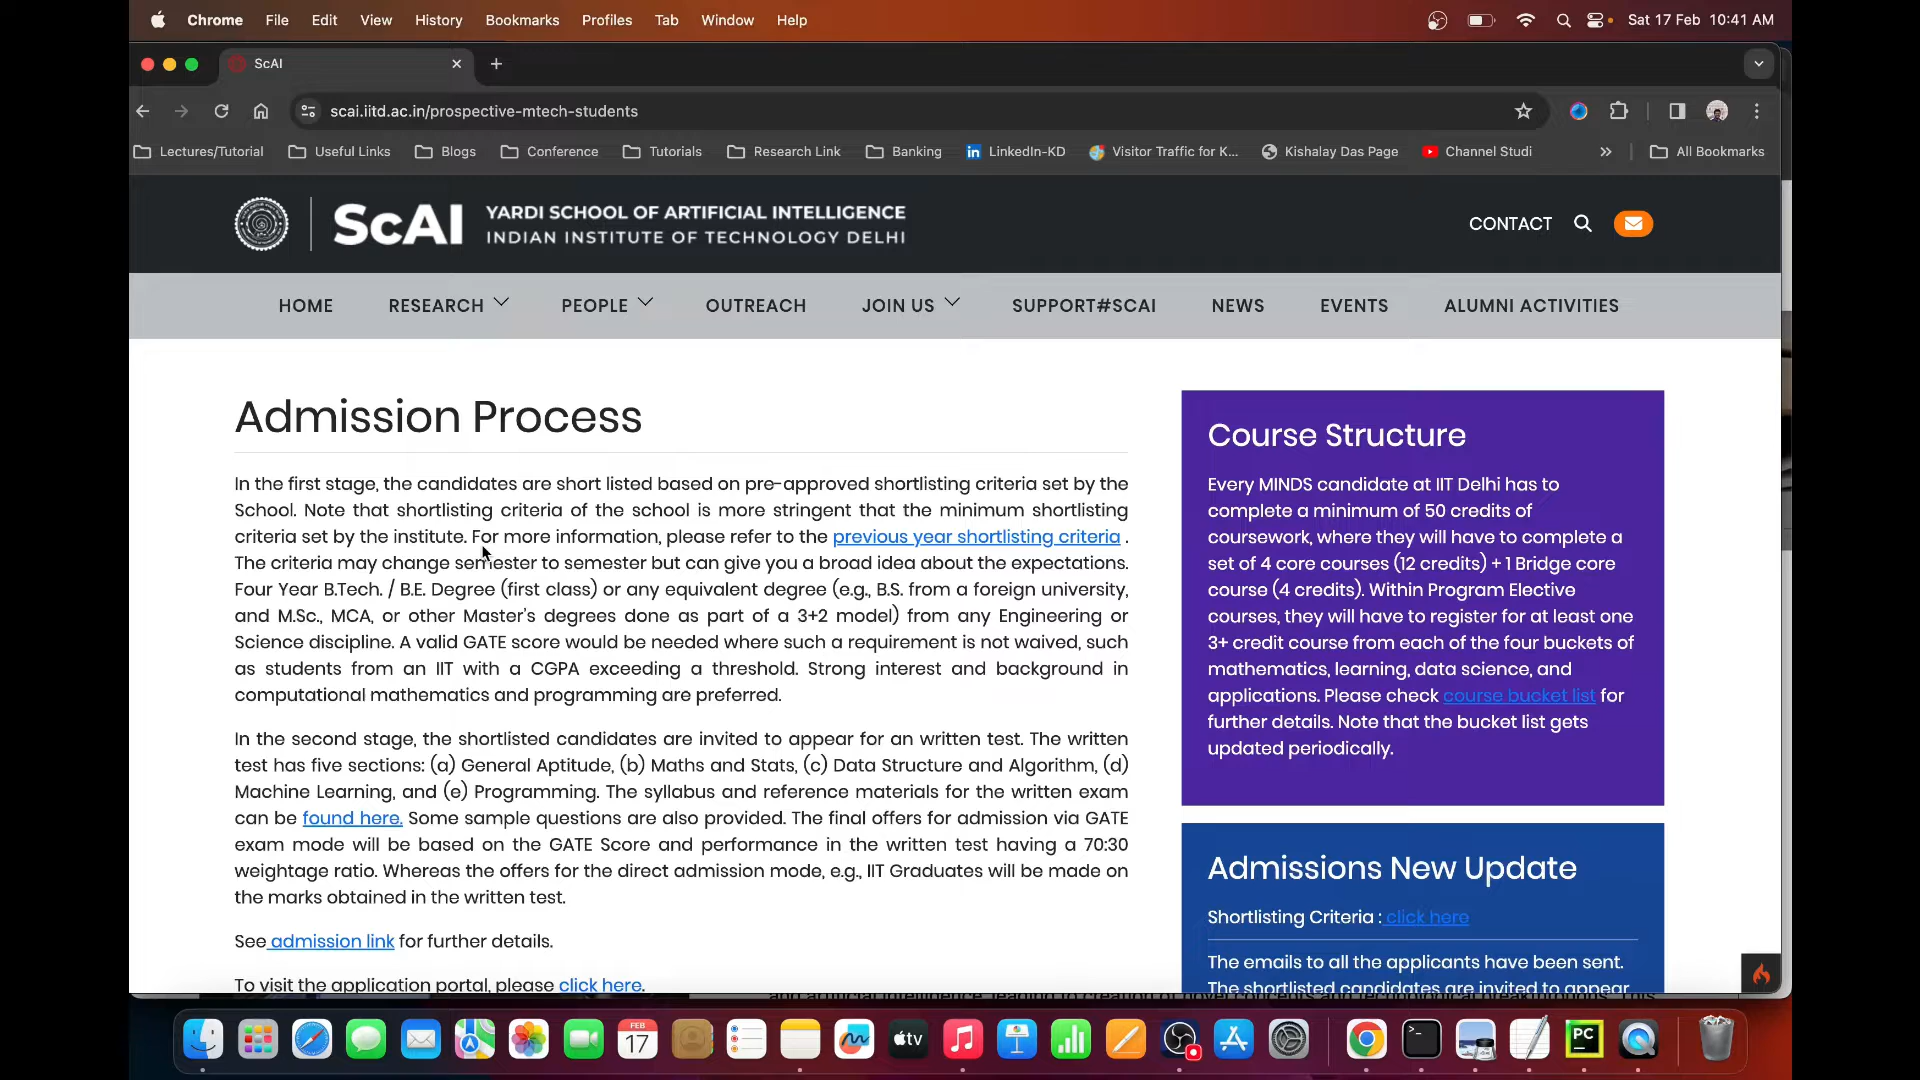 Chrome File Edit View History Bookmarks Profiles Tab Window Help Sat 17 Feb 10:41 AM
ScAI
scai.iitd.ac.in/prospective-mtech-students
Lectures/Tutorial Useful Links Blogs Conference Tutorials Research Link Banking LinkedIn-KD Visitor Traffic for K... Kishalay Das Page Channel Studi » All Bookmarks
ScAI YARDI SCHOOL OF ARTIFICIAL INTELLIGENCE
INDIAN INSTITUTE OF TECHNOLOGY DELHI
CONTACT
HOME RESEARCH PEOPLE OUTREACH JOIN US SUPPORT#SCAI NEWS EVENTS ALUMNI ACTIVITIES
Admission Process
In the first stage, the candidates are short listed based on pre-approved shortlisting criteria set by the
School. Note that shortlisting criteria of the school is more stringent that the minimum shortlisting
criteria set by the institute. For more information, please refer to the previous year shortlisting criteria .
The criteria may change semester to semester but can give you a broad idea about the expectations.
Four Year B.Tech. / B.E. Degree (first class) or any equivalent degree (e.g., B.S. from a foreign university,
and M.Sc., MCA, or other Master's degrees done as part of a 3+2 model) from any Engineering or
Science discipline. A valid GATE score would be needed where such a requirement is not waived, such
as students from an IIT with a CGPA exceeding a threshold. Strong interest and background in
computational mathematics and programming are preferred.
In the second stage, the shortlisted candidates are invited to appear for an written test. The written
test has five sections: (a) General Aptitude, (b) Maths and Stats, (c) Data Structure and Algorithm, (d)
Machine Learning, and (e) Programming. The syllabus and reference materials for the written exam
can be found here. Some sample questions are also provided. The final offers for admission via GATE
exam mode will be based on the GATE Score and performance in the written test having a 70:30
weightage ratio. Whereas the offers for the direct admission mode, e.g., IIT Graduates will be made on
the marks obtained in the written test.
See admission link for further details.
To visit the application portal, please click here.
Course Structure
Every MINDS candidate at IIT Delhi has to
complete a minimum of 50 credits of
coursework, where they will have to complete a
set of 4 core courses (12 credits) + 1 Bridge core
course (4 credits). Within Program Elective
courses, they will have to register for at least one
3+ credit course from each of the four buckets of
mathematics, learning, data science, and
applications. Please check course bucket list for
further details. Note that the bucket list gets
updated periodically.
Admissions New Update
Shortlisting Criteria : click here
The emails to all the applicants have been sent.
The shortlisted candidates are invited to appear
FEB
17
tv
PC